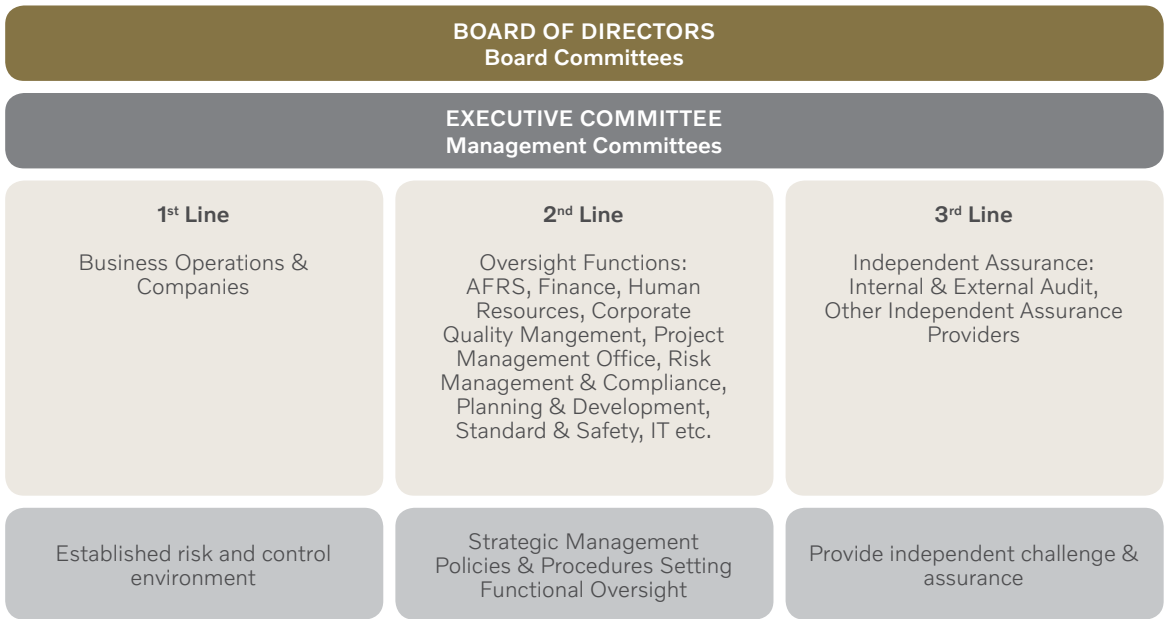 BOARD OF DIRECTORS
Board Committees
EXECUTIVE COMMITTEE
Management Committees
1st Line
Business Operations &
Companies
Established risk and control
environment
2nd Line
Oversight Functions:
AFRS, Finance, Human
Resources, Corporate
Quality Mangement, Project
Management Office, Risk
Management & Compliance,
Planning & Development,
Standard & Safety, IT etc.
Strategic Management
Policies & Procedures Setting
Functional Oversight
3rd Line
Independent Assurance:
Internal & External Audit,
Other Independent Assurance
Providers
Provide independent challenge &
assurance